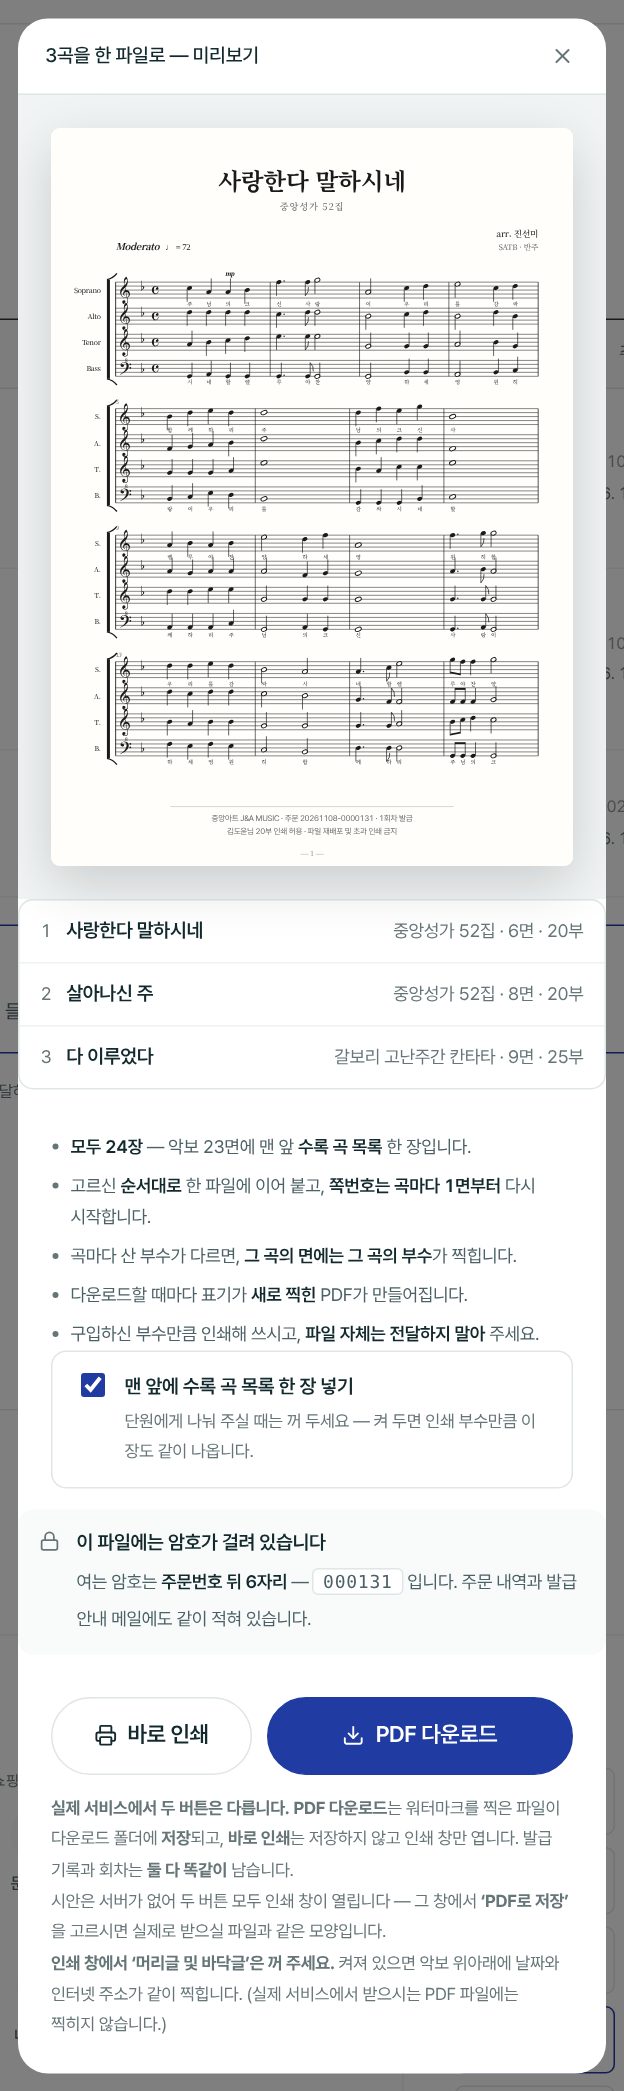 3곡을 한 파일로 — 미리보기
사랑한다 말하시네
중앙성가 52집
arr. 진선미
Moderato ♩ = 72
SATB · 반주
mp
Soprano
Alto
Tenor
Bass
S.
A.
T.
B.
S.
A.
T.
B.
S.
A.
T.
B.
중앙아트 J&A MUSIC · 주문 20261108-0000131 · 1회차 발급
김도운님 20부 인쇄 허용 · 파일 재배포 및 초과 인쇄 금지
— 1 —
1 사랑한다 말하시네 중앙성가 52집 · 6면 · 20부
2 살아나신 주 중앙성가 52집 · 8면 · 20부
3 다 이루었다 갈보리 고난주간 칸타타 · 9면 · 25부
• 모두 24장 — 악보 23면에 맨 앞 수록 곡 목록 한 장입니다.
• 고르신 순서대로 한 파일에 이어 붙고, 쪽번호는 곡마다 1면부터 다시
시작합니다.
• 곡마다 산 부수가 다르면, 그 곡의 면에는 그 곡의 부수가 찍힙니다.
• 다운로드할 때마다 표기가 새로 찍힌 PDF가 만들어집니다.
• 구입하신 부수만큼 인쇄해 쓰시고, 파일 자체는 전달하지 말아 주세요.
맨 앞에 수록 곡 목록 한 장 넣기
단원에게 나눠 주실 때는 꺼 두세요 — 켜 두면 인쇄 부수만큼 이
장도 같이 나옵니다.
이 파일에는 암호가 걸려 있습니다
여는 암호는 주문번호 뒤 6자리 — 000131 입니다. 주문 내역과 발급
안내 메일에도 같이 적혀 있습니다.
바로 인쇄
PDF 다운로드
실제 서비스에서 두 버튼은 다릅니다. PDF 다운로드는 워터마크를 찍은 파일이
다운로드 폴더에 저장되고, 바로 인쇄는 저장하지 않고 인쇄 창만 엽니다. 발급
기록과 회차는 둘 다 똑같이 남습니다.
시안은 서버가 없어 두 버튼 모두 인쇄 창이 열립니다 — 그 창에서 ‘PDF로 저장’
을 고르시면 실제로 받으실 파일과 같은 모양입니다.
인쇄 창에서 ‘머리글 및 바닥글’은 꺼 주세요. 켜져 있으면 악보 위아래에 날짜와
인터넷 주소가 같이 찍힙니다. (실제 서비스에서 받으시는 PDF 파일에는
찍히지 않습니다.)